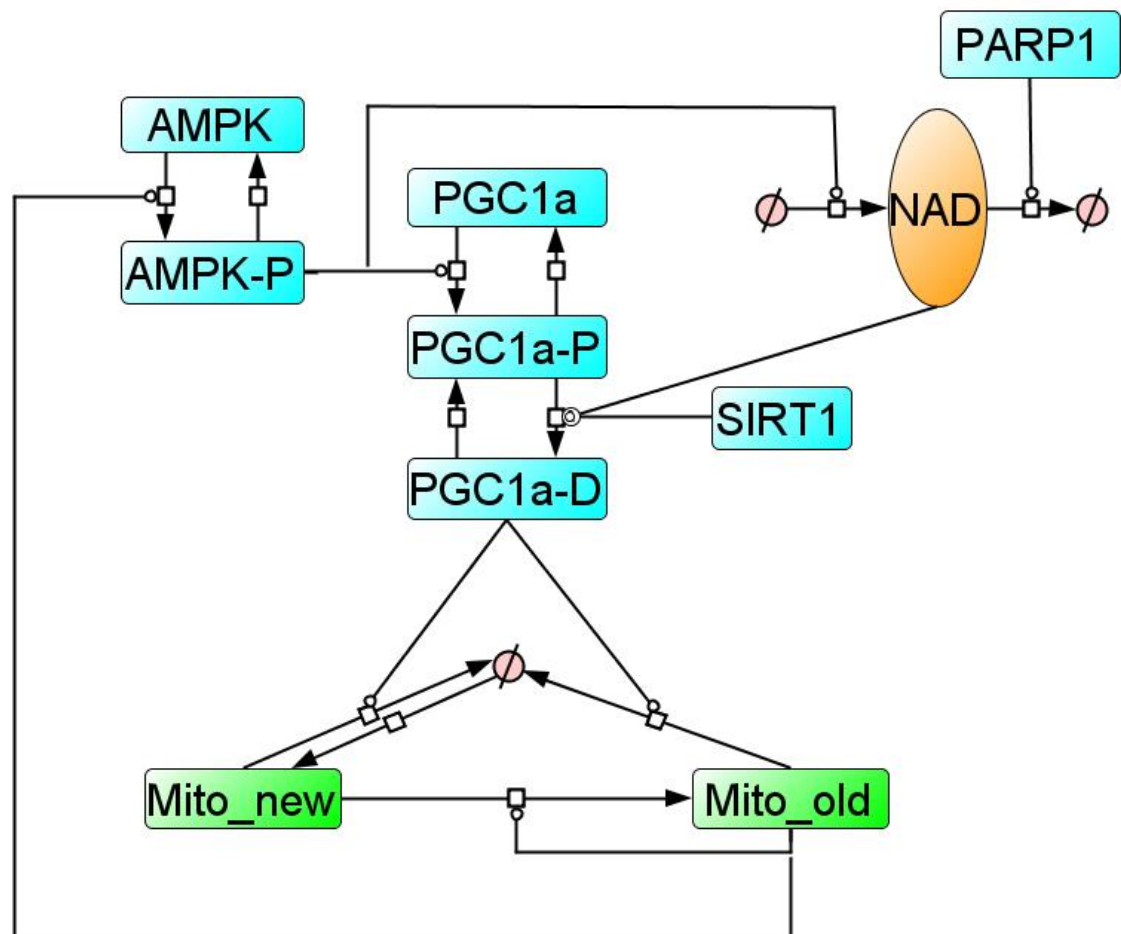 PARP1
AMPK
PGC1a
NAD
AMPK-P
PGC1a-P
SIRT1
PGC1a-D
Mito_new
Mito_old